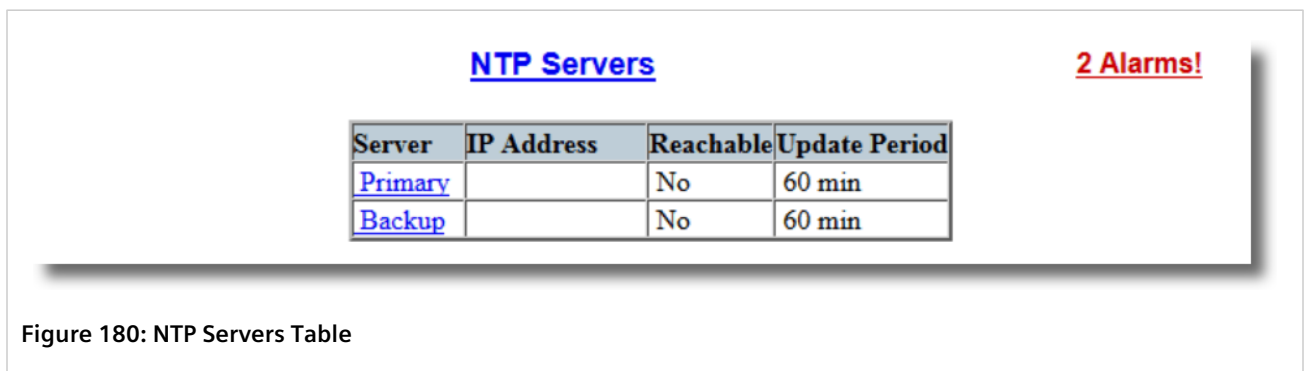 NTP Servers
2 Alarms!
Server IP Address Reachable Update Period
Primary No 60 min
Backup No 60 min
Figure 180: NTP Servers Table